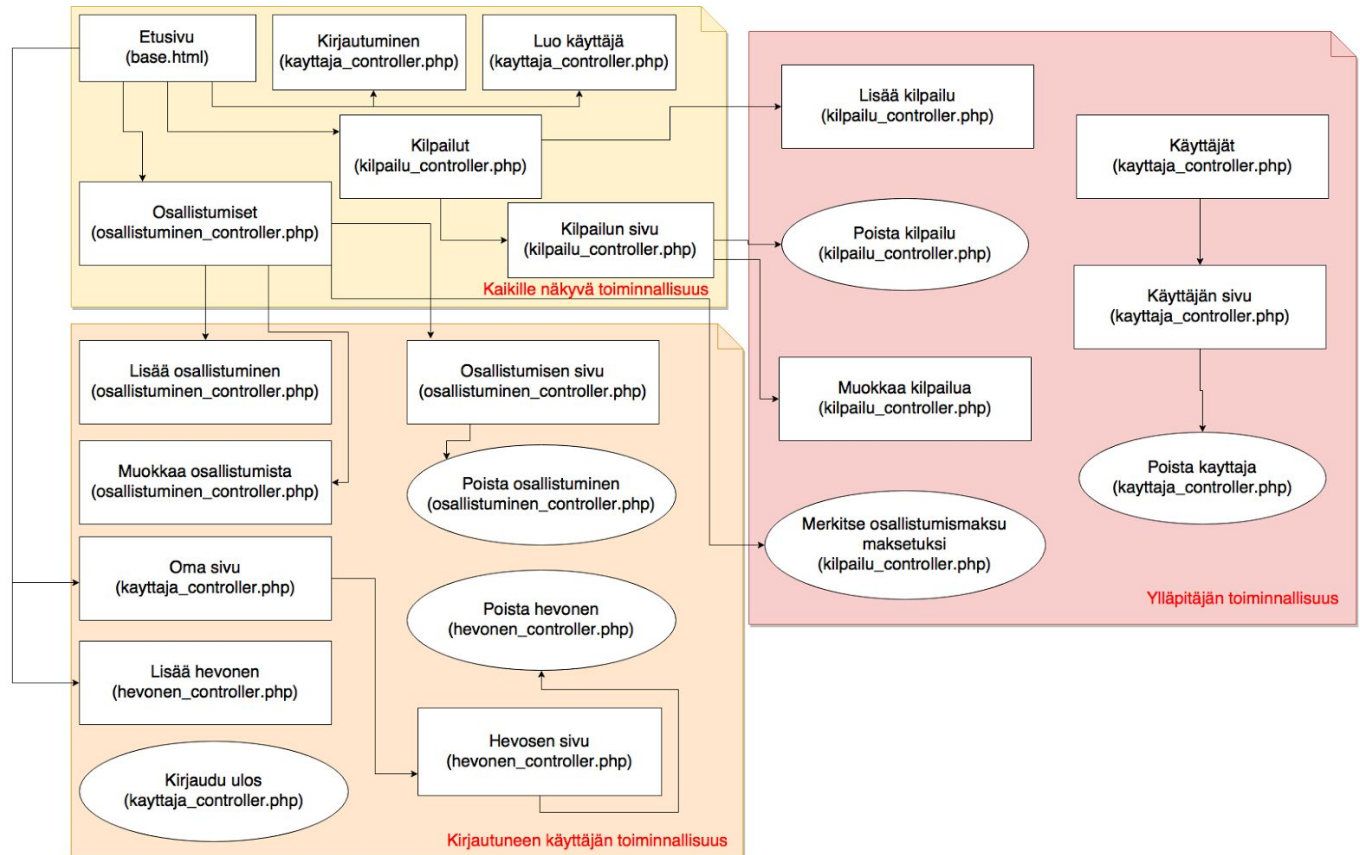 Etusivu
(base.html)
Kirjautuminen
(kayttaja_controller.php)
Luo käyttäjä
(kayttaja_controller.php)
Kilpailut
(kilpailu_controller.php)
Osallistumiset
(osallistuminen_controller.php)
Kilpailun sivu
(kilpailu_controller.php)
Kaikille näkyvä toiminnallisuus
Lisää kilpailu
(kilpailu_controller.php)
Käyttäjät
(kayttaja_controller.php)
Poista kilpailu
(kilpailu_controller.php)
Käyttäjän sivu
(kayttaja_controller.php)
Muokkaa kilpailua
(kilpailu_controller.php)
Poista kayttaja
(kayttaja_controller.php)
Merkitse osallistumismaksu
maksetuksi
(kilpailu_controller.php)
Ylläpitäjän toiminnallisuus
Lisää osallistuminen
(osallistuminen_controller.php)
Osallistumisen sivu
(osallistuminen_controller.php)
Muokkaa osallistumista
(osallistuminen_controller.php)
Poista osallistuminen
(osallistuminen_controller.php)
Oma sivu
(kayttaja_controller.php)
Poista hevonen
(hevonen_controller.php)
Lisää hevonen
(hevonen_controller.php)
Hevosen sivu
(hevonen_controller.php)
Kirjaudu ulos
(kayttaja_controller.php)
Kirjautuneen käyttäjän toiminnallisuus